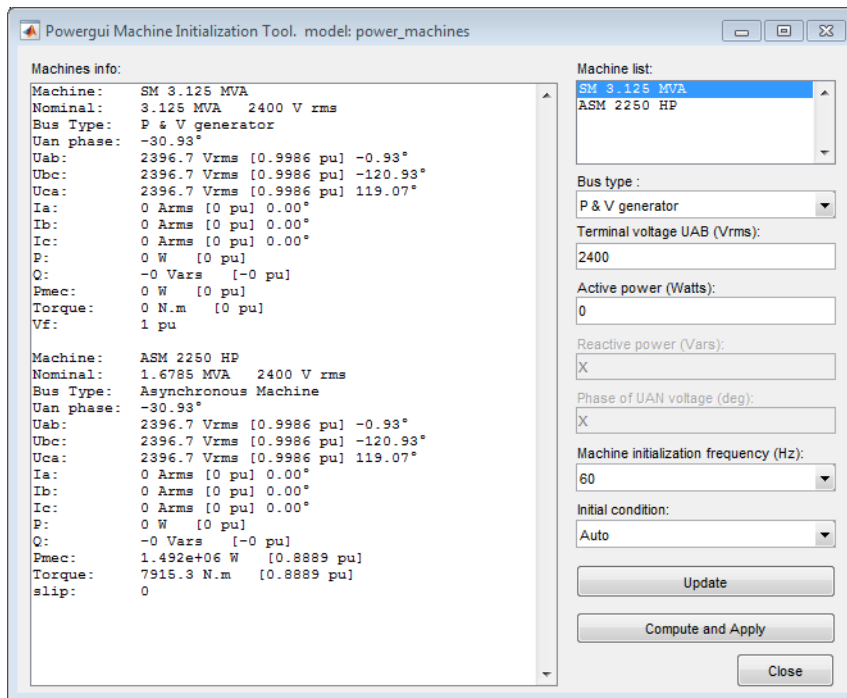 Powergui Machine Initialization Tool.  model: power_machines
Machines info:
Machine:     SM 3.125 MVA
Nominal:     3.125 MVA   2400 V rms
Bus Type:    P & V generator
Uan phase:   -30.93°
Uab:         2396.7 Vrms [0.9986 pu] -0.93°
Ubc:         2396.7 Vrms [0.9986 pu] -120.93°
Uca:         2396.7 Vrms [0.9986 pu] 119.07°
Ia:          0 Arms [0 pu] 0.00°
Ib:          0 Arms [0 pu] 0.00°
Ic:          0 Arms [0 pu] 0.00°
P:           0 W   [0 pu]
Q:           -0 Vars   [-0 pu]
Pmec:        0 W   [0 pu]
Torque:      0 N.m   [0 pu]
Vf:          1 pu
Machine:     ASM 2250 HP
Nominal:     1.6785 MVA   2400 V rms
Bus Type:    Asynchronous Machine
Uan phase:   -30.93°
Uab:         2396.7 Vrms [0.9986 pu] -0.93°
Ubc:         2396.7 Vrms [0.9986 pu] -120.93°
Uca:         2396.7 Vrms [0.9986 pu] 119.07°
Ia:          0 Arms [0 pu] 0.00°
Ib:          0 Arms [0 pu] 0.00°
Ic:          0 Arms [0 pu] 0.00°
P:           0 W   [0 pu]
Q:           -0 Vars   [-0 pu]
Pmec:        1.492e+06 W   [0.8889 pu]
Torque:      7915.3 N.m   [0.8889 pu]
slip:        0
Machine list:
SM 3.125 MVA
ASM 2250 HP
Bus type :
P & V generator
Terminal voltage UAB (Vrms):
2400
Active power (Watts):
0
Reactive power (Vars):
X
Phase of UAN voltage (deg):
X
Machine initialization frequency (Hz):
60
Initial condition:
Auto
Update
Compute and Apply
Close